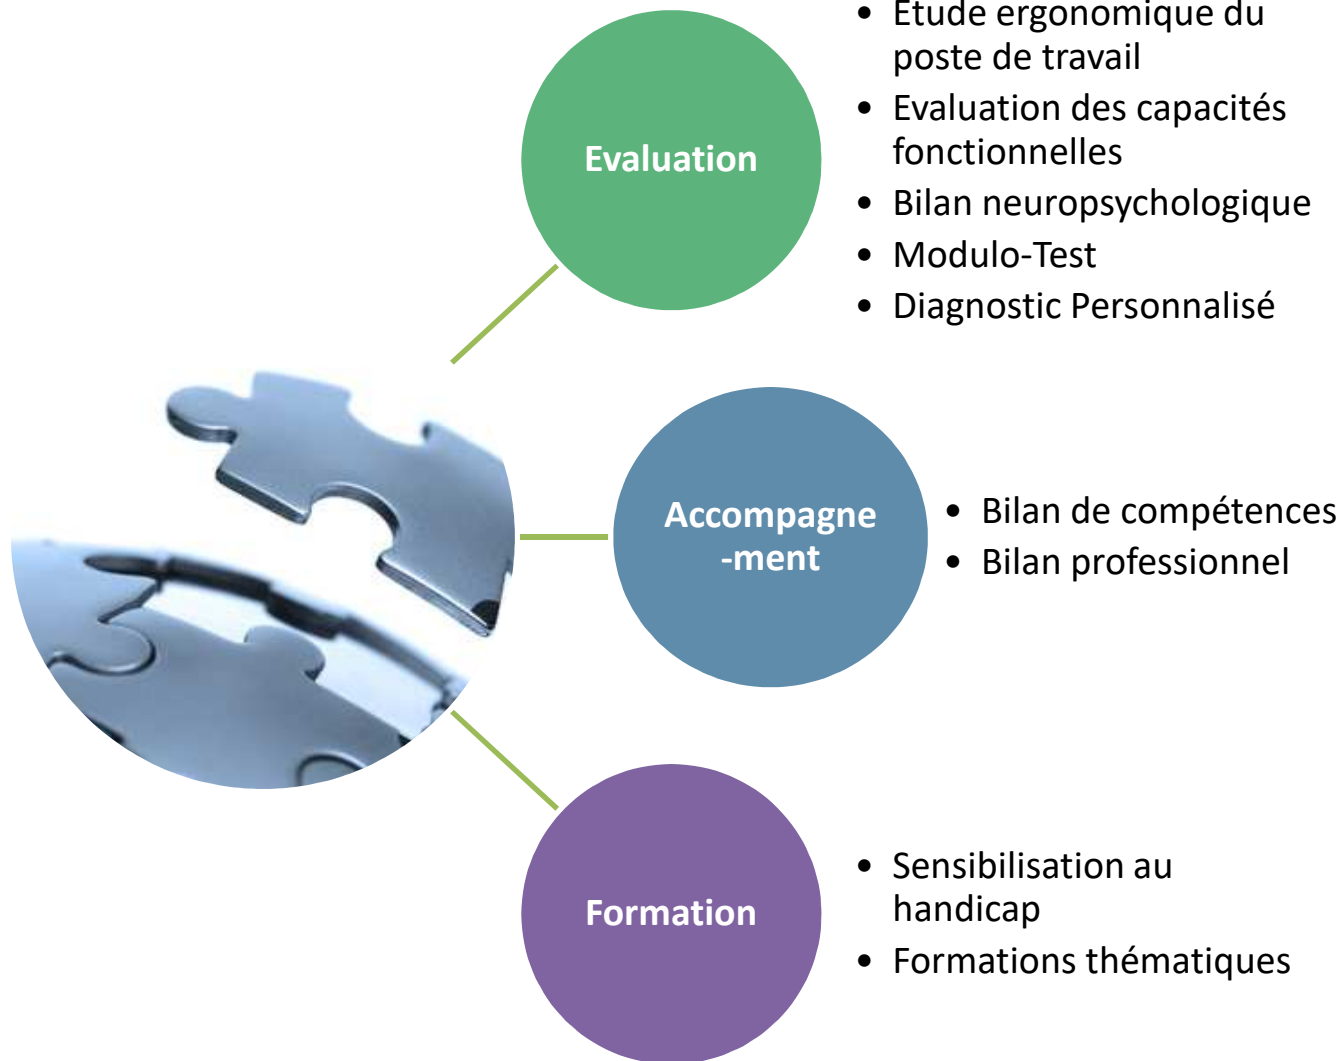 Evaluation
• Etude ergonomique du
poste de travail
• Evaluation des capacités
fonctionnelles
• Bilan neuropsychologique
• Modulo-Test
• Diagnostic Personnalisé
Accompagne
-ment
• Bilan de compétences
• Bilan professionnel
Formation
• Sensibilisation au
handicap
• Formations thématiques